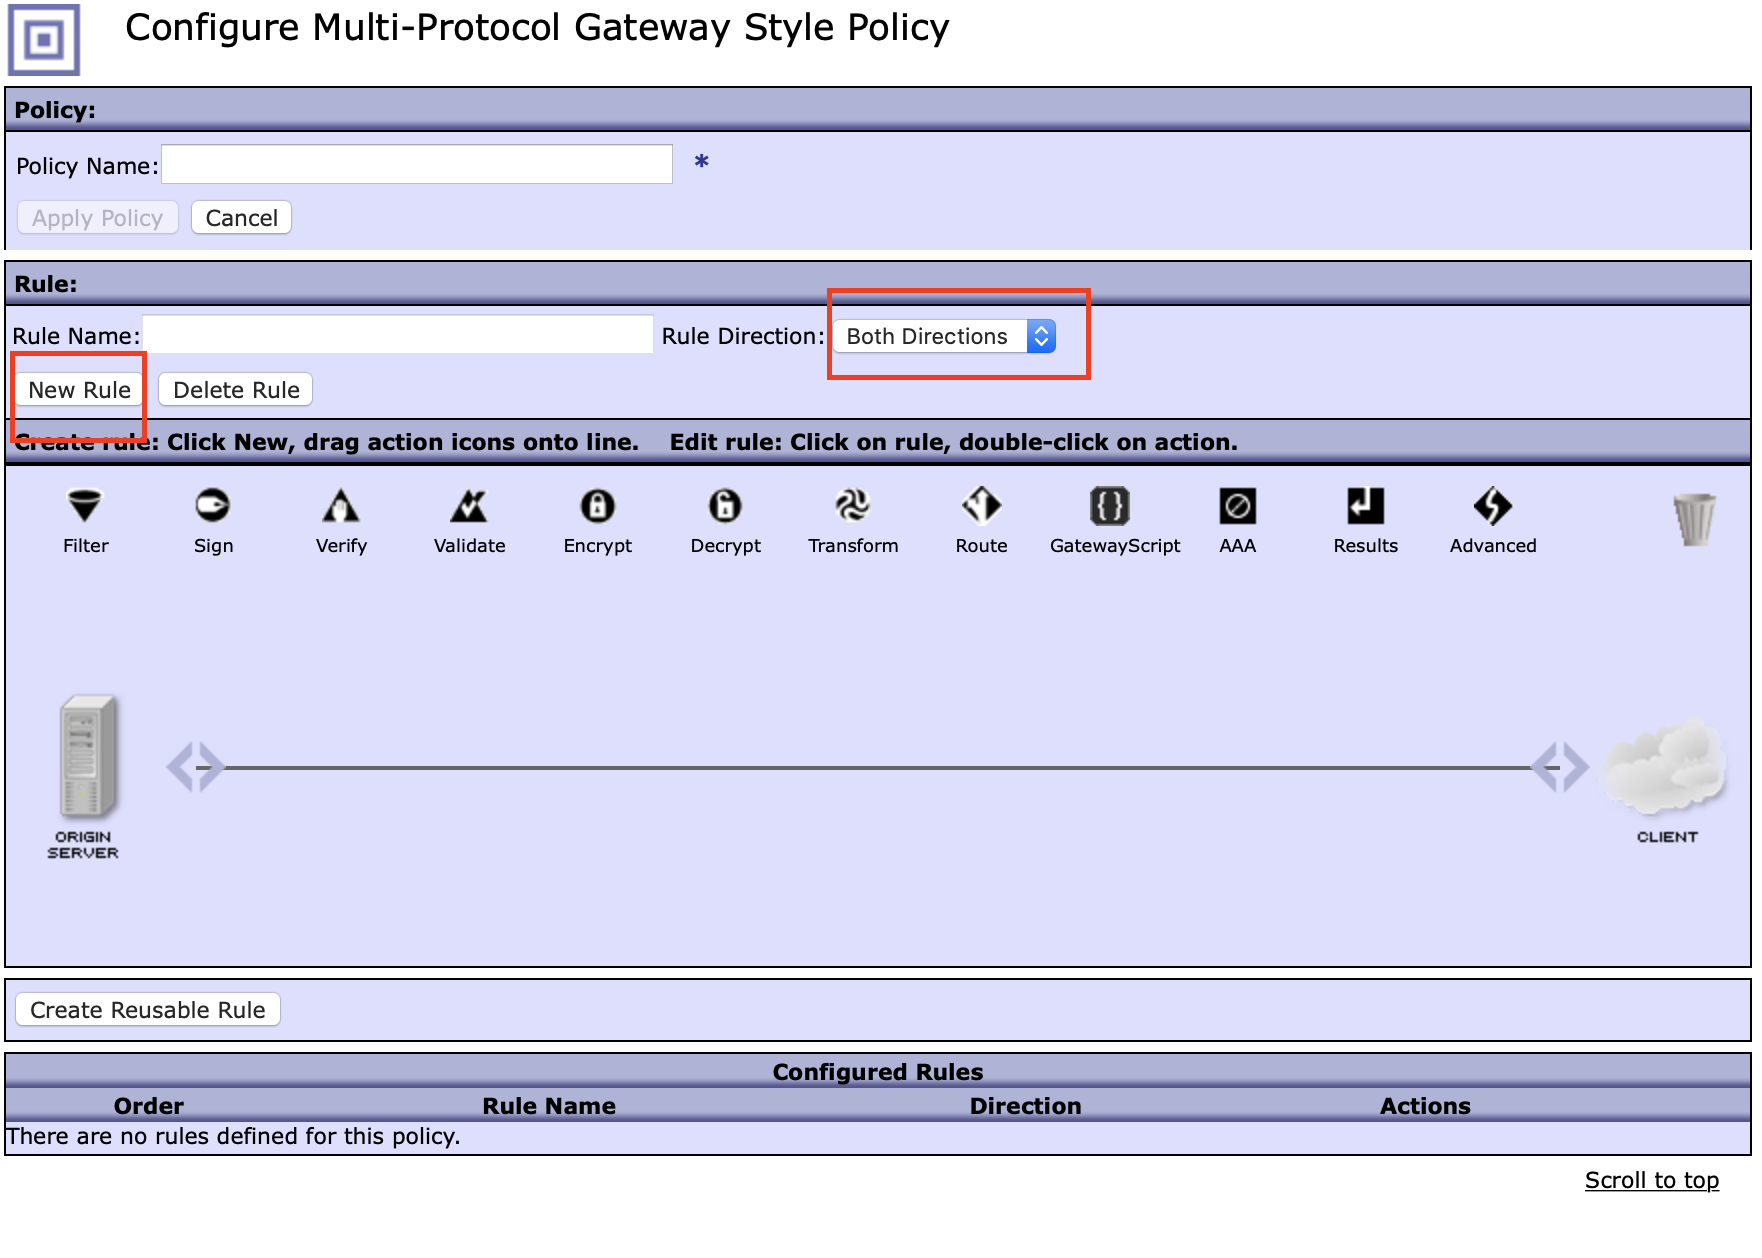 Configure Multi-Protocol Gateway Style Policy
Policy:
Policy Name: *
Apply Policy Cancel
Rule:
Rule Name: Rule Direction: Both Directions
New Rule Delete Rule
Create rule: Click New, drag action icons onto line. Edit rule: Click on rule, double-click on action.
Filter Sign Verify Validate Encrypt Decrypt Transform Route GatewayScript AAA Results Advanced
ORIGIN
SERVER
CLIENT
Create Reusable Rule
Configured Rules
Order Rule Name Direction Actions
There are no rules defined for this policy.
Scroll to top